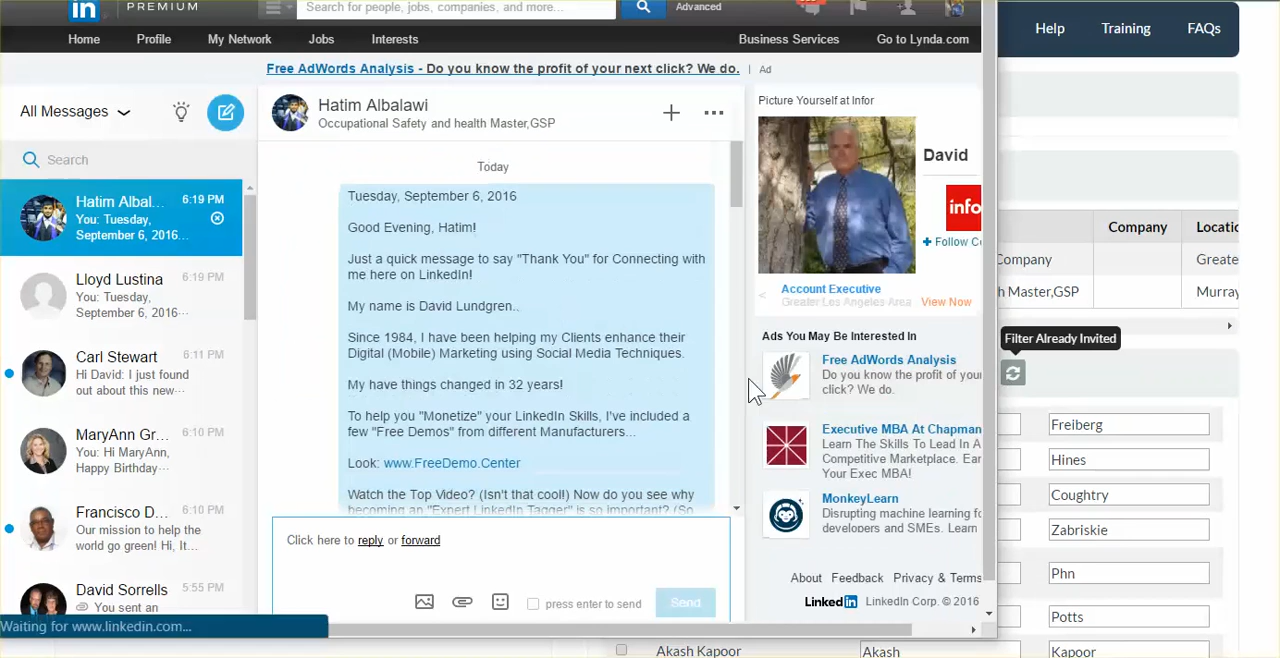 in PREMIUM
Search for people, jobs, companies, and more...
Advanced
Home Profile My Network Jobs Interests Business Services Go to Lynda.com
Help Training FAQs
Free AdWords Analysis - Do you know the profit of your next click? We do. | Ad
All Messages
Search
Hatim Albal... 6:19 PM
You: Tuesday,
September 6, 2016...
Lloyd Lustina 6:19 PM
You: Tuesday,
September 6, 2016...
Carl Stewart 6:11 PM
Hi David: I just found
out about this new...
MaryAnn Gr... 6:10 PM
You: Hi MaryAnn,
Happy Birthday...
Francisco D... 6:10 PM
Our mission to help the
world go green! Hi, It...
David Sorrells 5:55 PM
You sent an
Waiting for www.linkedin.com...
Hatim Albalawi
Occupational Safety and health Master,GSP
Today
Tuesday, September 6, 2016
Good Evening, Hatim!
Just a quick message to say "Thank You" for Connecting with
me here on LinkedIn!
My name is David Lundgren..
Since 1984, I have been helping my Clients enhance their
Digital (Mobile) Marketing using Social Media Techniques.
My have things changed in 32 years!
To help you "Monetize" your LinkedIn Skills, I've included a
few "Free Demos" from different Manufacturers...
Look: www.FreeDemo.Center
Watch the Top Video? (Isn't that cool!) Now do you see why
becoming an "Expert LinkedIn Tagger" is so important? (So
Click here to reply or forward
press enter to send
Send
Picture Yourself at Infor
David
info
+ Follow Co
Account Executive
Greater Los Angeles Area
View Now
Ads You May Be Interested In
Free AdWords Analysis
Do you know the profit of your
click? We do.
Executive MBA At Chapman
Learn The Skills To Lead In A
Competitive Marketplace. Ear
Your Exec MBA!
MonkeyLearn
Disrupting machine learning fo
developers and SMEs. Learn
About Feedback Privacy & Terms
Linked in LinkedIn Corp. © 2016
Company Locatio
Company Greate
h Master,GSP Murray
Filter Already Invited
Freiberg
Hines
Coughtry
Zabriskie
Phn
Potts
Akash Kapoor Akash Kapoor